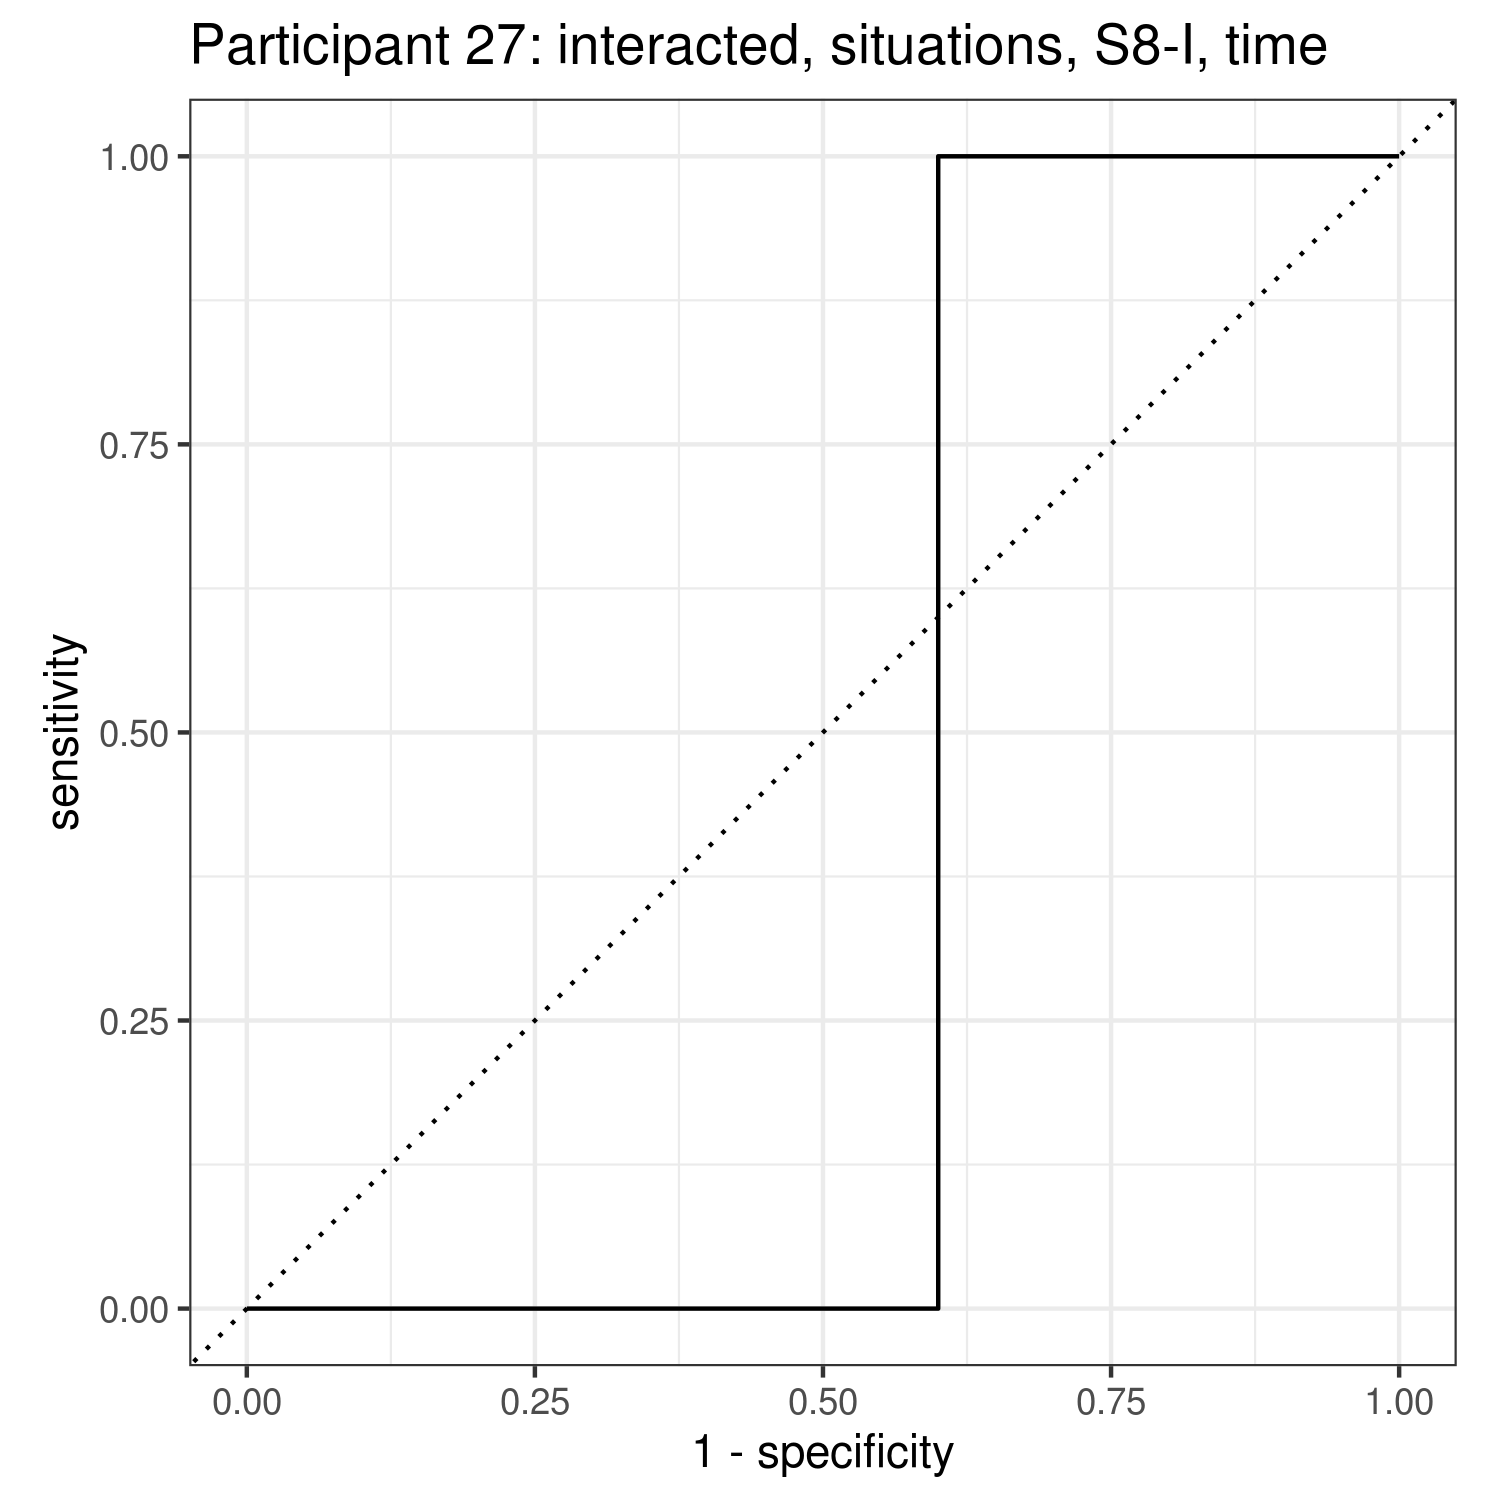 Participant 27: interacted, situations, S8-I, time
1.00
0.75
0.50
0.25
0.00
sensitivity
0.00 0.25 0.50 0.75 1.00
1 - specificity